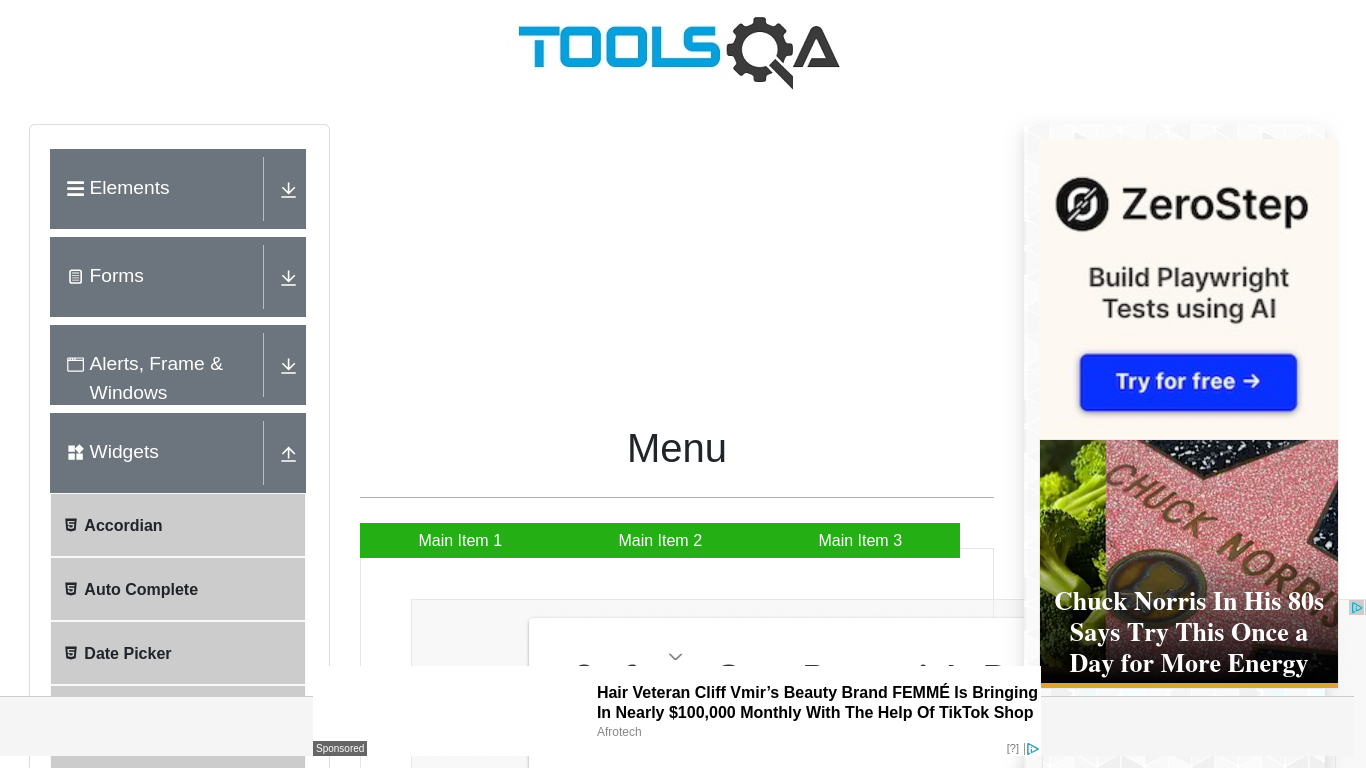 TOOLSQA
Elements
Forms
Alerts, Frame &
Windows
Widgets
Accordian
Auto Complete
Date Picker
Menu
Main Item 1
Main Item 2
Main Item 3
ZeroStep
Build Playwright
Tests using AI
Try for free →
CHUCK NORRIS
Chuck Norris In His 80s
Says Try This Once a
Day for More Energy
Hair Veteran Cliff Vmir’s Beauty Brand FEMMÉ Is Bringing
In Nearly $100,000 Monthly With The Help Of TikTok Shop
Afrotech
Sponsored
[?]